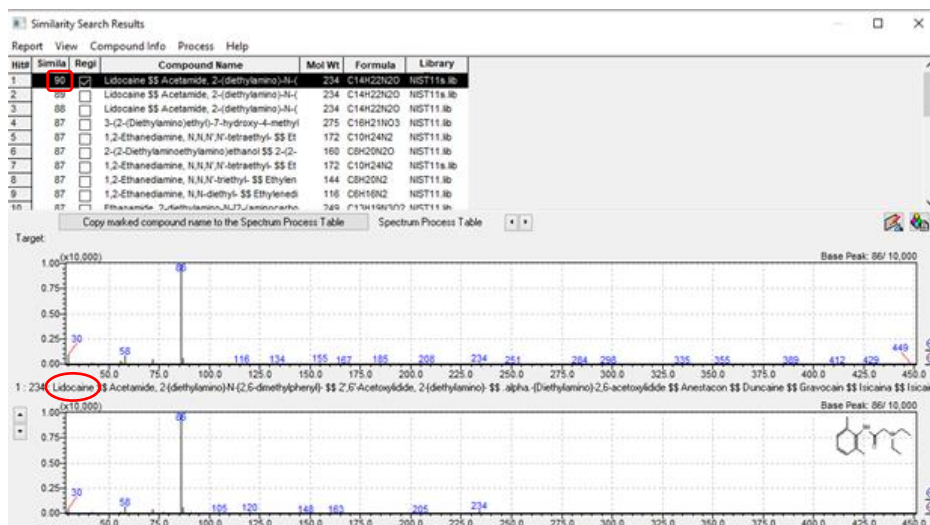 Similarity Search Results
Report View Compound Info Process Help
Hit# Simila Regi Compound Name Mol Wt Formula Library
1 90 Lidocaine $$ Acetamide, 2-(diethylamino)-N-( 234 C14H22N2O NIST11s.lib
2 89 Lidocaine $$ Acetamide, 2-(diethylamino)-N-( 234 C14H22N2O NIST11s.lib
3 88 Lidocaine $$ Acetamide, 2-(diethylamino)-N-( 234 C14H22N2O NIST11.lib
4 87 3-(2-(Diethylamino)ethyl)-7-hydroxy-4-methyl 275 C16H21NO3 NIST11.lib
5 87 1,2-Ethanediamine, N,N,N',N'-tetraethyl- $$ Et 172 C10H24N2 NIST11.lib
6 87 2-(2-Diethylaminoethylamino)ethanol $$ 2-(2- 160 C8H20N2O NIST11.lib
7 87 1,2-Ethanediamine, N,N,N',N'-tetraethyl- $$ Et 172 C10H24N2 NIST11s.lib
8 87 1,2-Ethanediamine, N,N,N'-triethyl- $$ Ethylen 144 C8H20N2 NIST11.lib
9 87 1,2-Ethanediamine, N,N-diethyl- $$ Ethylenedi 116 C6H16N2 NIST11.lib
10 87 Ethanamide, 2-diethylamino-N-(2-(aminocarbo 249 C13H19N3O2 NIST11.lib
Copy marked compound name to the Spectrum Process Table Spectrum Process Table
Target:
(x10,000) Base Peak: 86/ 10,000
1.00 86
0.75
0.50
0.25 30 58 116 134 155 167 185 208 234 251 284 298 335 355 389 412 429 449
0.00
50.0 75.0 100.0 125.0 150.0 175.0 200.0 225.0 250.0 275.0 300.0 325.0 350.0 375.0 400.0 425.0 450.0
1 : 234 Lidocaine $$ Acetamide, 2-(diethylamino)-N-(2,6-dimethylphenyl)- $$ 2',6'-Acetoxylidide, 2-(diethylamino)- $$ .alpha.-(Diethylamino)-2,6-acetoxylidide $$ Anestacon $$ Duncaine $$ Gravocain $$ Isicaina $$ Isicai
(x10,000) Base Peak: 86/ 10,000
1.00 86
0.75
0.50
0.25 30 58 105 120 148 163 205 234
0.00
50.0 75.0 100.0 125.0 150.0 175.0 200.0 225.0 250.0 275.0 300.0 325.0 350.0 375.0 400.0 425.0 450.0